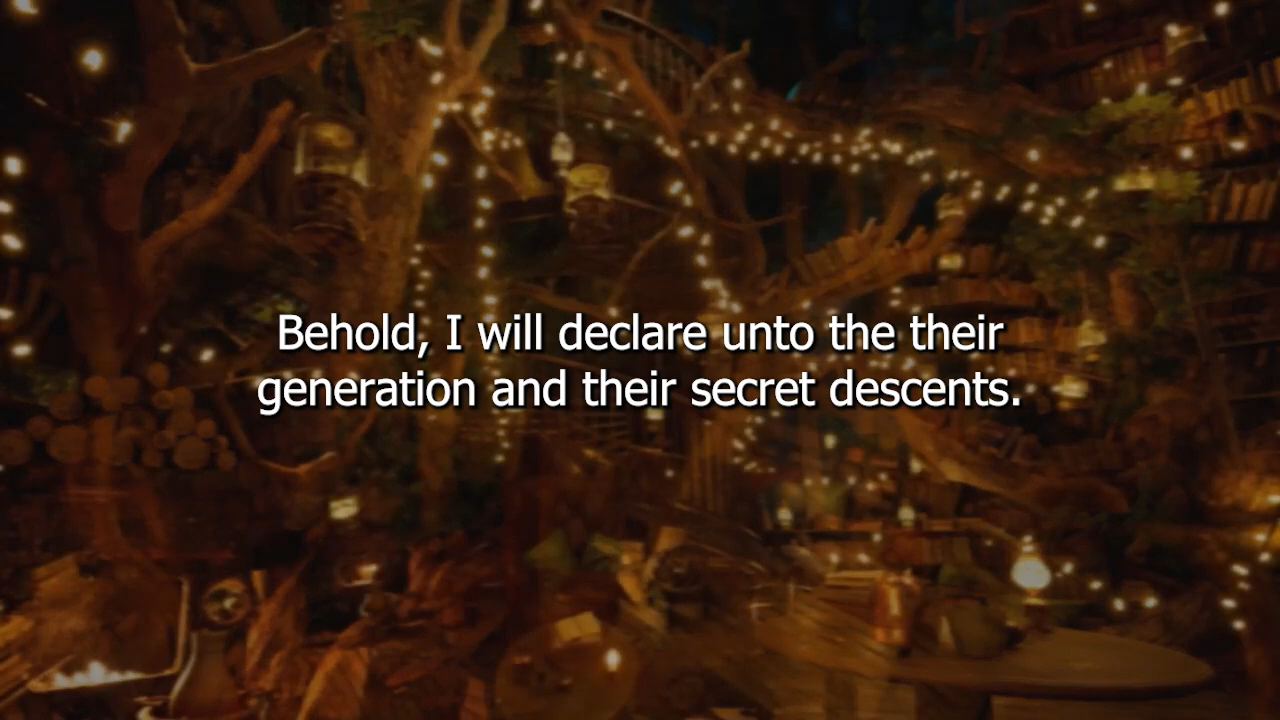 Behold, I will declare unto the their
generation and their secret descents.